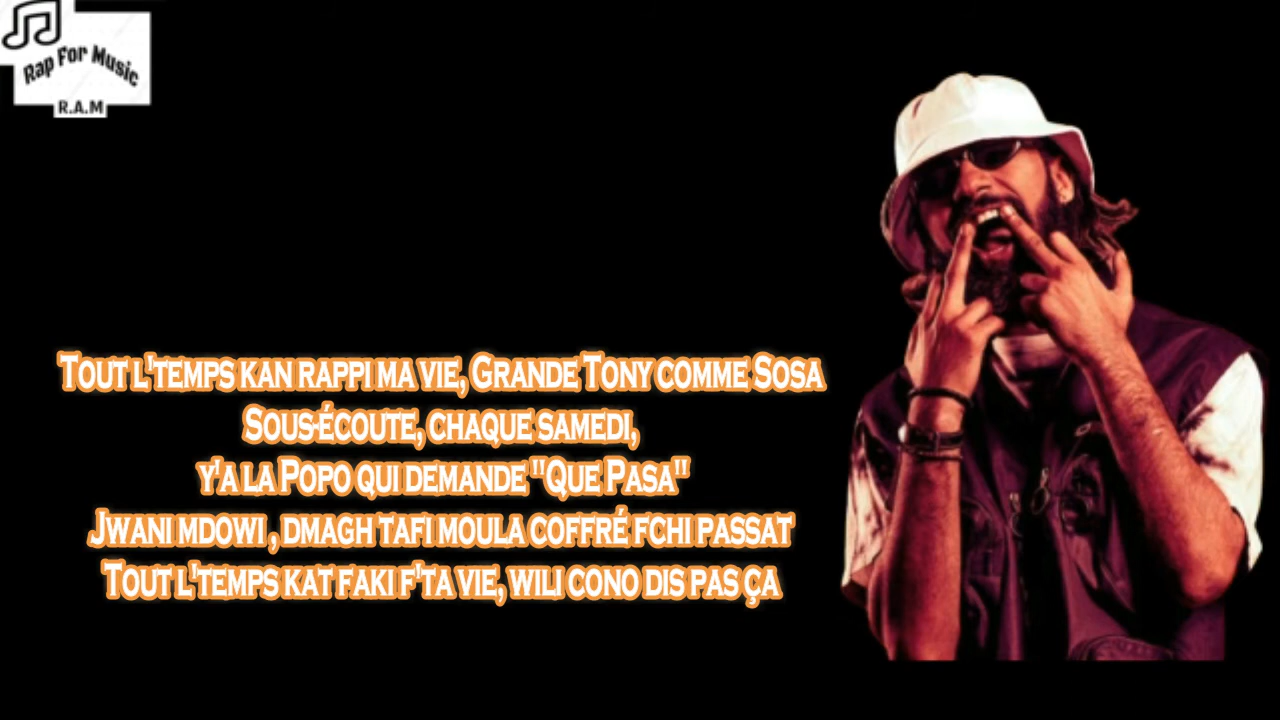 Rap For Music
R.A.M
Tout l'temps kan rappi ma vie, Grande Tony comme Sosa
Sous-écoute, chaque samedi,
y'a la Popo qui demande "Que Pasa"
Jwani mdowi , dmagh tafi moula coffré fchi passat
Tout l'temps kat faki f'ta vie, wili cono dis pas ça